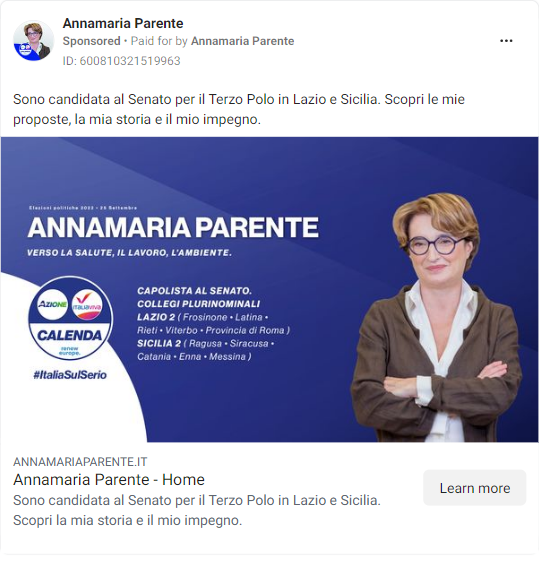 Annamaria Parente
Sponsored • Paid for by Annamaria Parente
ID: 600810321519963
Sono candidata al Senato per il Terzo Polo in Lazio e Sicilia. Scopri le mie
proposte, la mia storia e il mio impegno.
Elezioni politiche 2022 - 25 Settembre
ANNAMARIA PARENTE
VERSO LA SALUTE, IL LAVORO, L'AMBIENTE.
CAPOLISTA AL SENATO.
COLLEGI PLURINOMINALI
LAZIO 2 ( Frosinone • Latina •
Rieti • Viterbo • Provincia di Roma )
SICILIA 2 ( Ragusa • Siracusa •
Catania • Enna • Messina )
AZIONE
italiaviva
CALENDA
renew
europe.
#ItaliaSulSerio
ANNAMARIAPARENTE.IT
Annamaria Parente - Home
Sono candidata al Senato per il Terzo Polo in Lazio e Sicilia.
Scopri la mia storia e il mio impegno.
Learn more